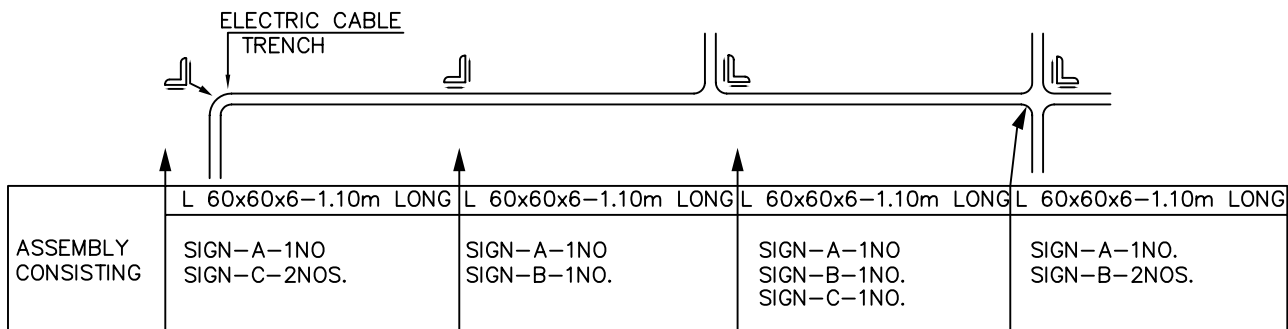 ELECTRIC CABLE
TRENCH
L 60x60x6-1.10m LONG
L 60x60x6-1.10m LONG
L 60x60x6-1.10m LONG
L 60x60x6-1.10m LONG
ASSEMBLY
CONSISTING
SIGN-A-1NO
SIGN-C-2NOS.
SIGN-A-1NO
SIGN-B-1NO.
SIGN-A-1NO
SIGN-B-1NO.
SIGN-C-1NO.
SIGN-A-1NO.
SIGN-B-2NOS.